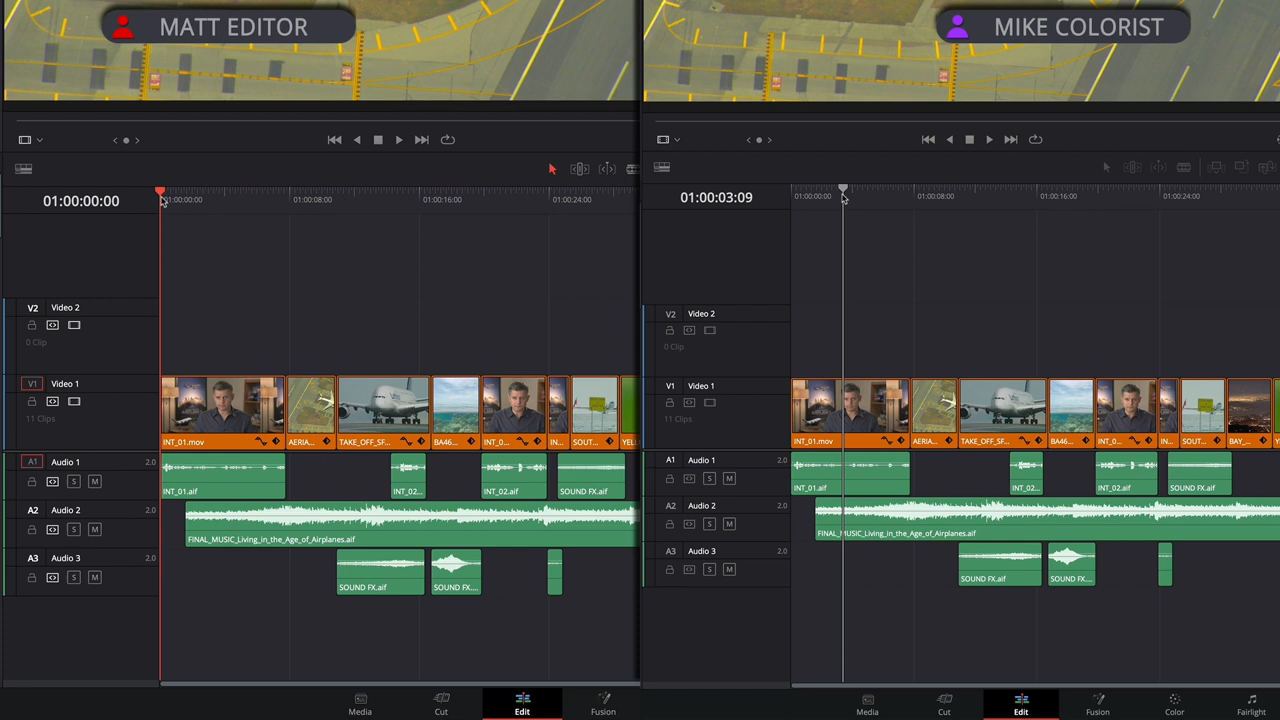 MATT EDITOR
01:00:00:00
01:00:00:00
01:00:08:00
01:00:16:00
01:00:24:00
V2 Video 2
0 Clip
V1 Video 1
11 Clips
INT_01.mov
AERIA...
TAKE_OFF_SF...
BA46...
INT_0...
IN...
SOUT...
YEL
A1 Audio 1 2.0
S M
INT_01.aif
INT_02...
INT_02.aif
SOUND FX.aif
A2 Audio 2 2.0
S M
FINAL_MUSIC_Living_in_the_Age_of_Airplanes.aif
A3 Audio 3 2.0
S M
SOUND FX.aif
SOUND FX....
Media
Cut
Edit
Fusion
MIKE COLORIST
01:00:03:09
01:00:00:00
01:00:08:00
01:00:16:00
01:00:24:00
V2 Video 2
0 Clip
V1 Video 1
11 Clips
INT_01.mov
AERIA...
TAKE_OFF_SF...
BA46...
INT_0...
IN...
SOUT...
BAY_...
A1 Audio 1 2.0
S M
INT_01.aif
INT_02...
INT_02.aif
SOUND FX.aif
A2 Audio 2 2.0
S M
FINAL_MUSIC_Living_in_the_Age_of_Airplanes.aif
A3 Audio 3 2.0
S M
SOUND FX.aif
SOUND FX....
Media
Cut
Edit
Fusion
Color
Fairlight